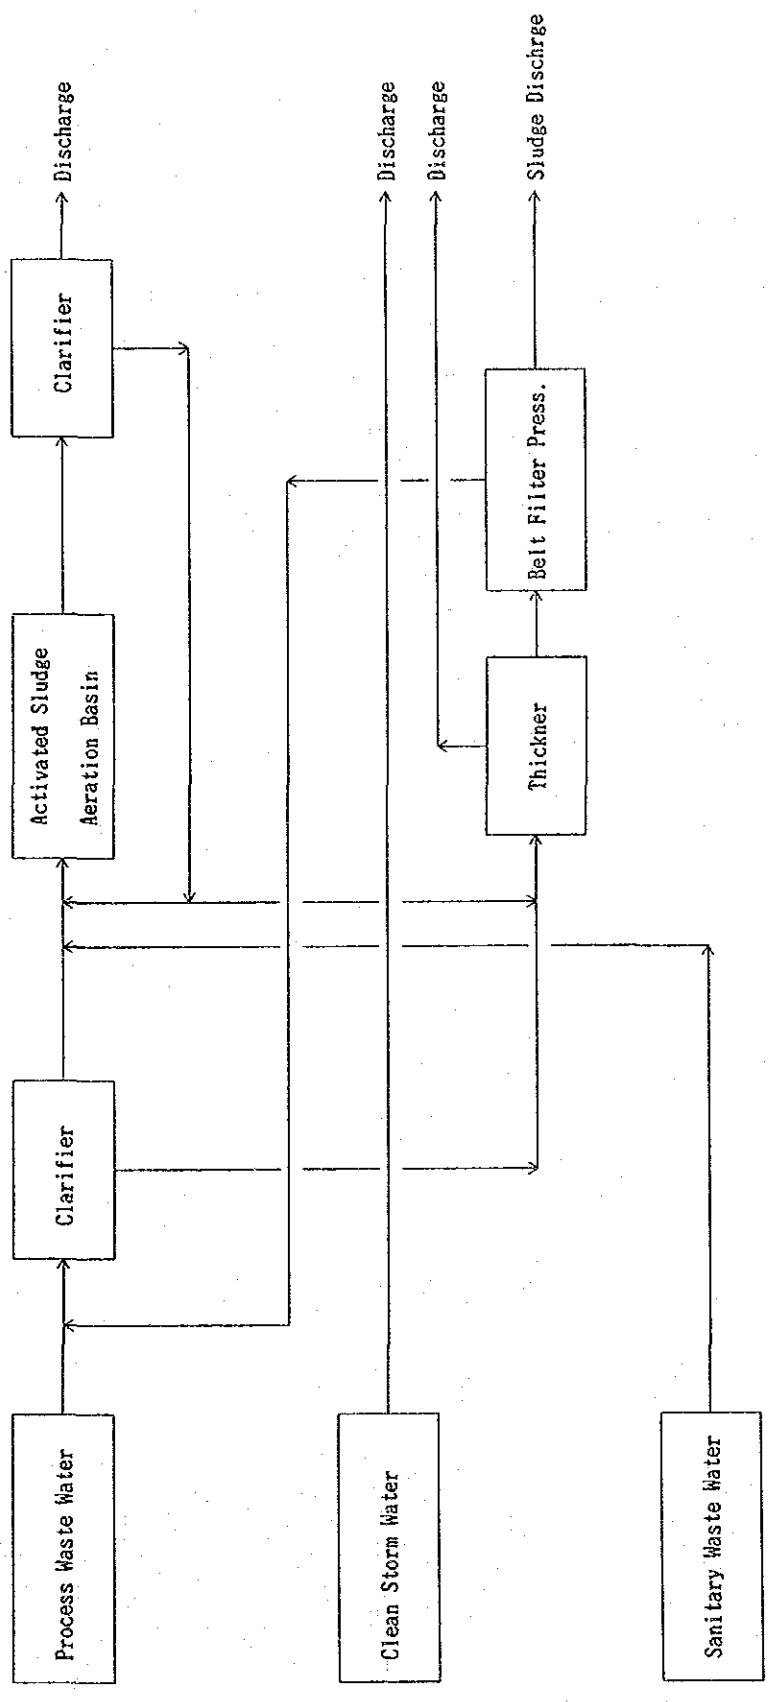 Process Waste Water
Clarifier
Activated Sludge
Aeration Basin
Clarifier
Discharge
Clean Storm Water
Discharge
Discharge
Thickner
Belt Filter Press.
Sludge Dischrge
Sanitary Waste Water